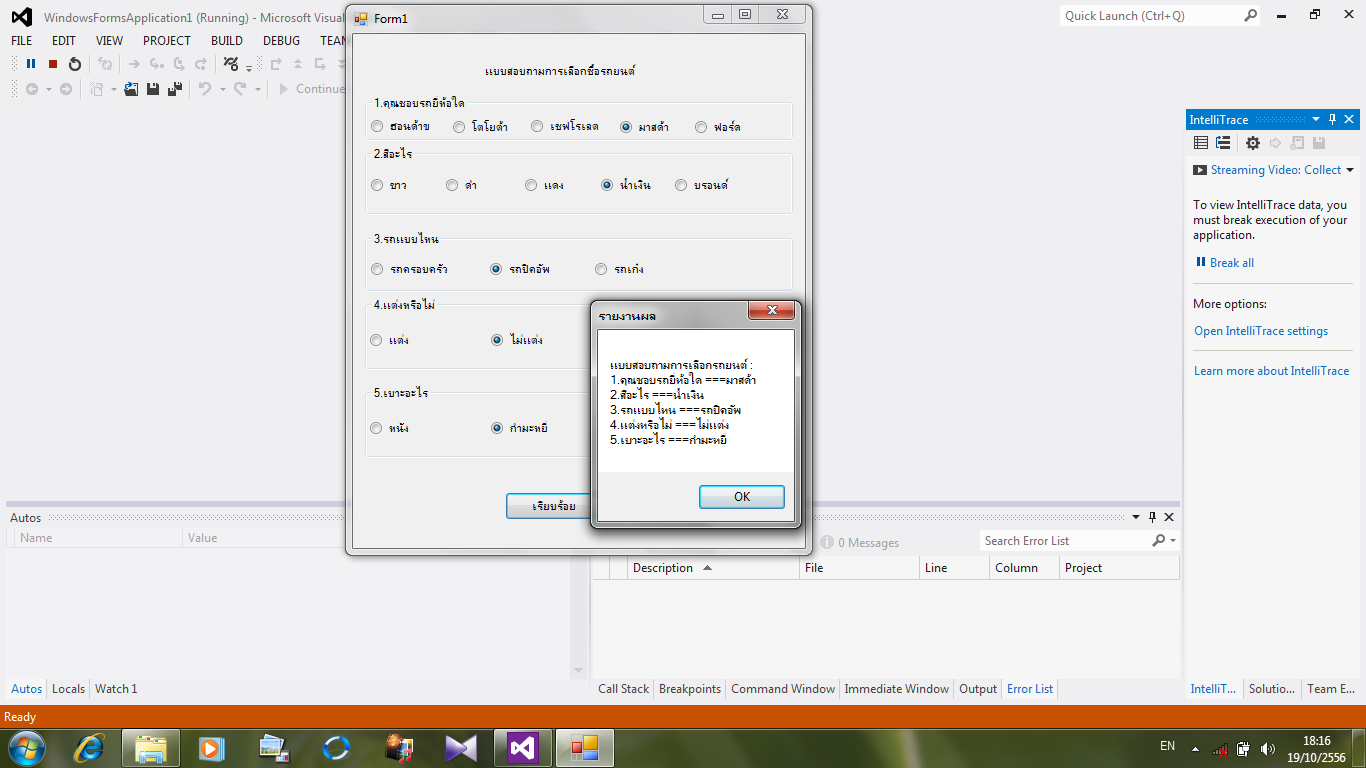 WindowsFormsApplication1 (Running) - Microsoft Visual
Quick Launch (Ctrl+Q)
FILE EDIT VIEW PROJECT BUILD DEBUG TEAM
Continue
Form1
แบบสอบถามการเลือกซื้อรถยนต์
1.คุณชอบรถยี่ห้อใด
ฮอนด้าข โตโยต้า เชฟโรเลต มาสด้า ฟอร์ด
2.สีอะไร
ขาว ดำ แดง น้ำเงิน บรอนด์
3.รถแบบไหน
รถครอบครัว รถปิดอัพ รถเก๋ง
4.แต่งหรือไม่
แต่ง ไม่แต่ง
5.เบาะอะไร
หนัง กำมะหยี
เรียบร้อย
รายงานผล
แบบสอบถามการเลือกรถยนต์ :
1.คุณชอบรถยี่ห้อใด ===มาสด้า
2.สีอะไร ===น้ำเงิน
3.รถแบบไหน ===รถปิดอัพ
4.แต่งหรือไม่ ===ไม่แต่ง
5.เบาะอะไร ===กำมะหยี
OK
IntelliTrace
Streaming Video: Collect
To view IntelliTrace data, you
must break execution of your
application.
Break all
More options:
Open IntelliTrace settings
Learn more about IntelliTrace
Autos
Name Value
0 Messages
Search Error List
Description File Line Column Project
Autos Locals Watch 1
Call Stack Breakpoints Command Window Immediate Window Output Error List
IntelliT... Solutio... Team E...
Ready
EN
18:16
19/10/2556